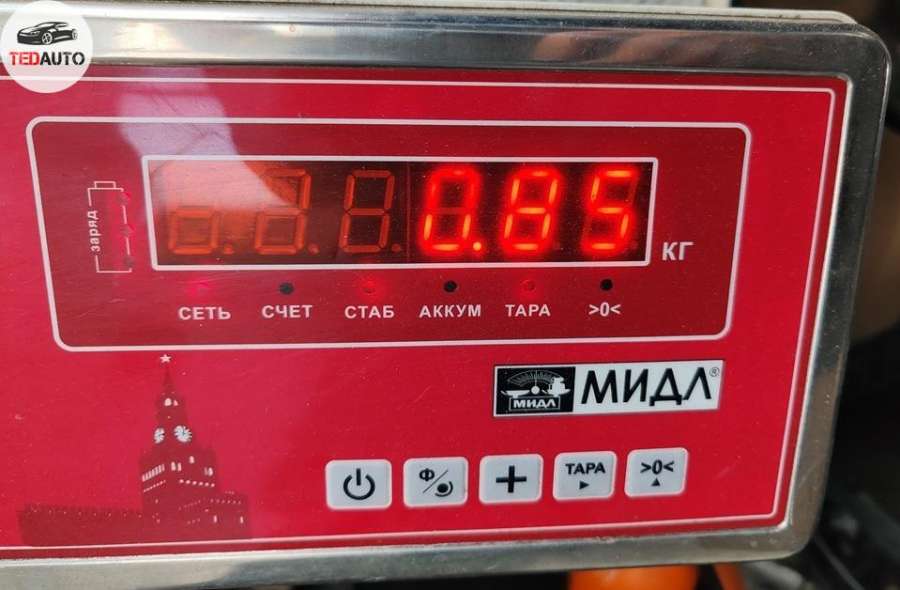 TEDAUTO
заряд
0.85 КГ
СЕТЬ СЧЕТ СТАБ АККУМ ТАРА >0<
МИДЛ МИДЛ®
Ф ТАРА >0<